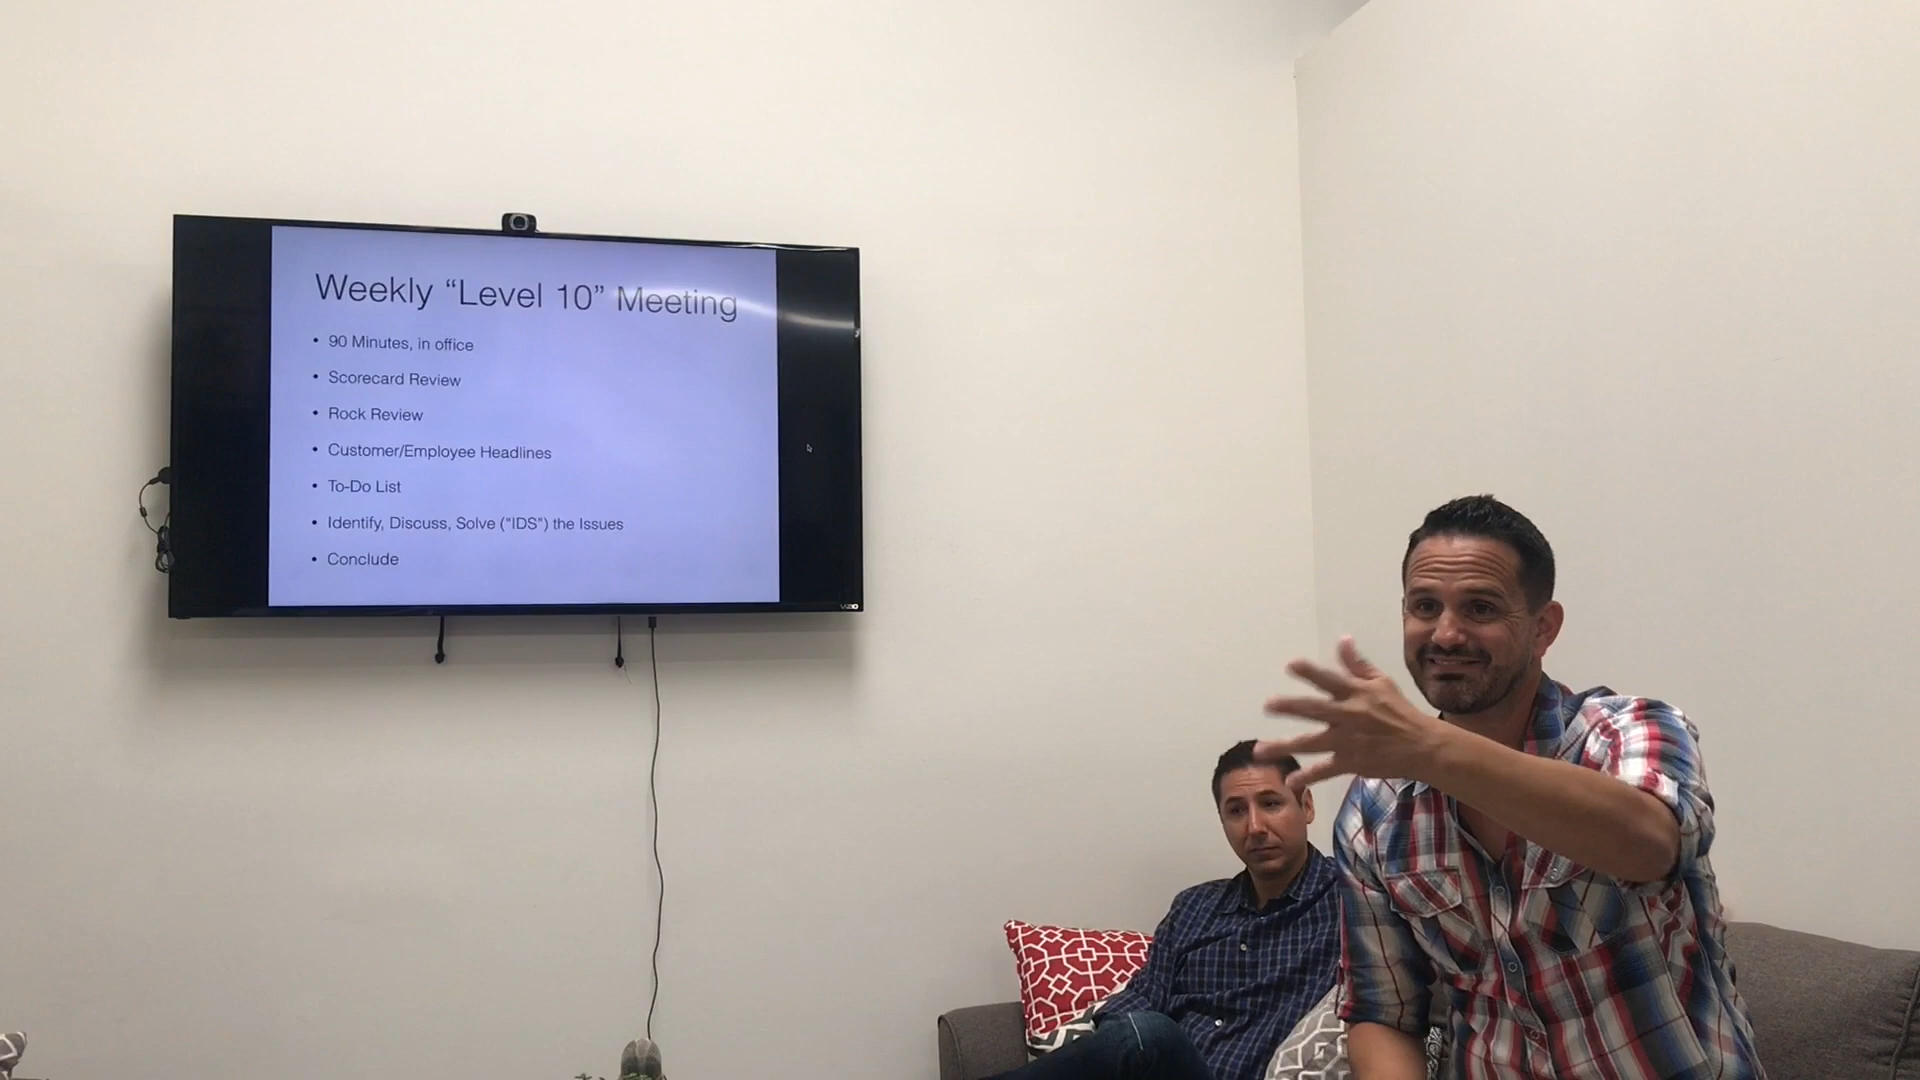 Weekly “Level 10” Meeting
• 90 Minutes, in office
• Scorecard Review
• Rock Review
• Customer/Employee Headlines
• To-Do List
• Identify, Discuss, Solve ("IDS") the Issues
• Conclude
VIZIO